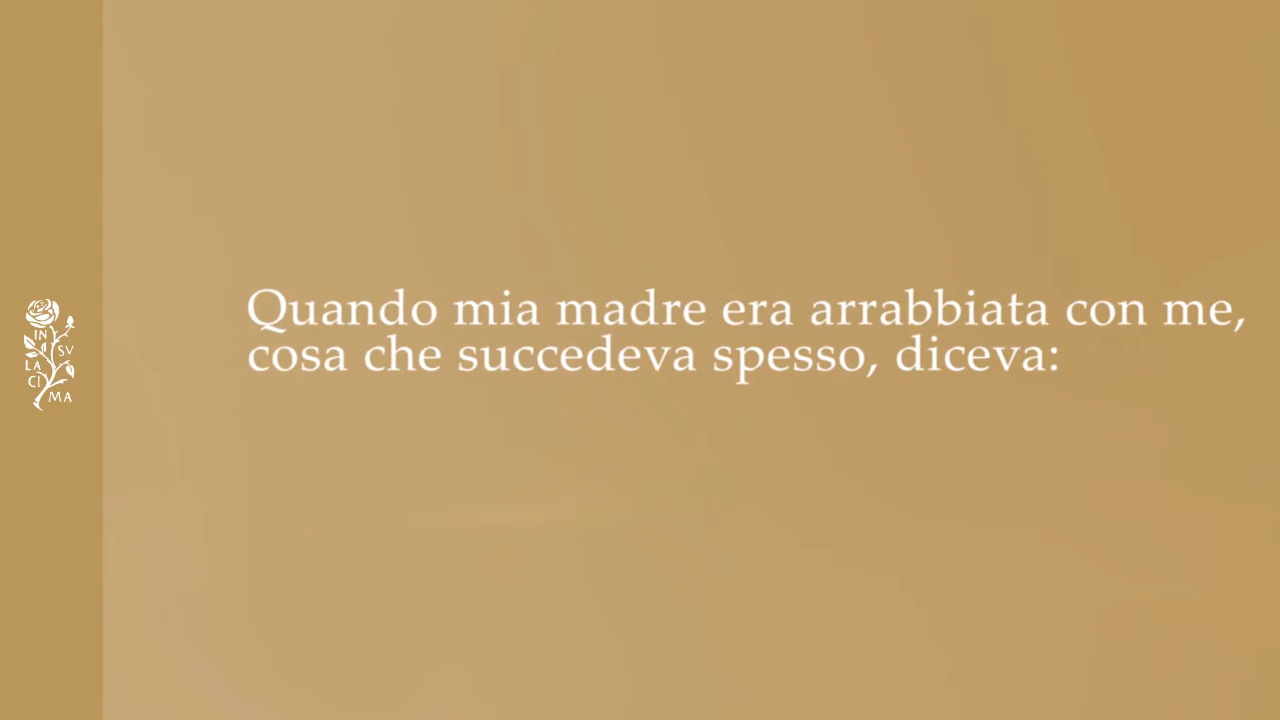 Quando mia madre era arrabbiata con me,
cosa che succedeva spesso, diceva:
IN
SV
LA
CI
MA